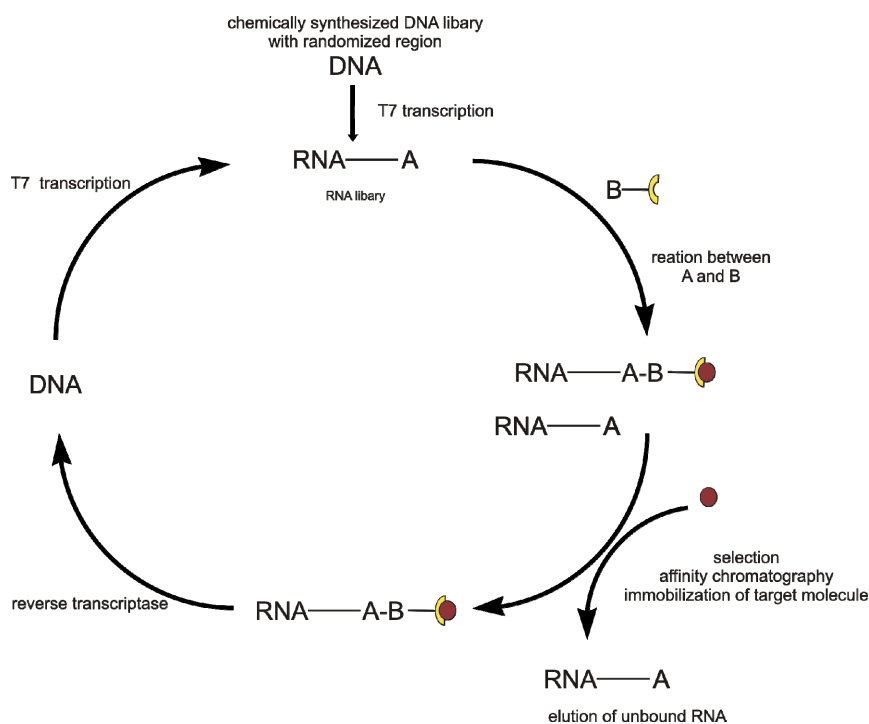 chemically synthesized DNA libary
with randomized region
DNA
T7 transcription
RNA A
RNA libary
T7 transcription
B
reation between
A and B
RNA A-B
RNA A
DNA
selection
affinity chromatography
immobilization of target molecule
reverse transcriptase
RNA A-B
RNA A
elution of unbound RNA